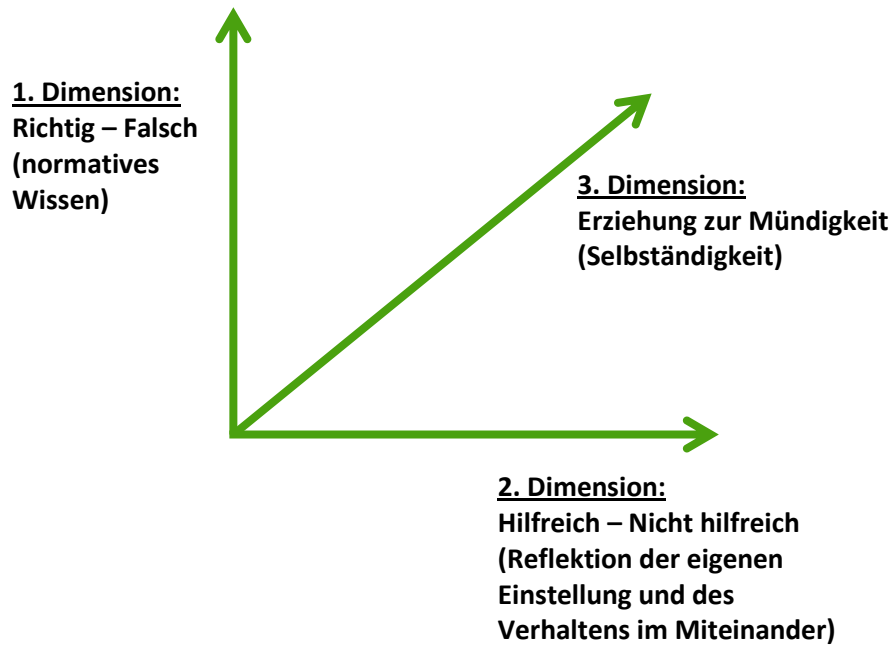 1. Dimension:
Richtig – Falsch
(normatives
Wissen)
3. Dimension:
Erziehung zur Mündigkeit
(Selbständigkeit)
2. Dimension:
Hilfreich – Nicht hilfreich
(Reflektion der eigenen
Einstellung und des
Verhaltens im Miteinander)